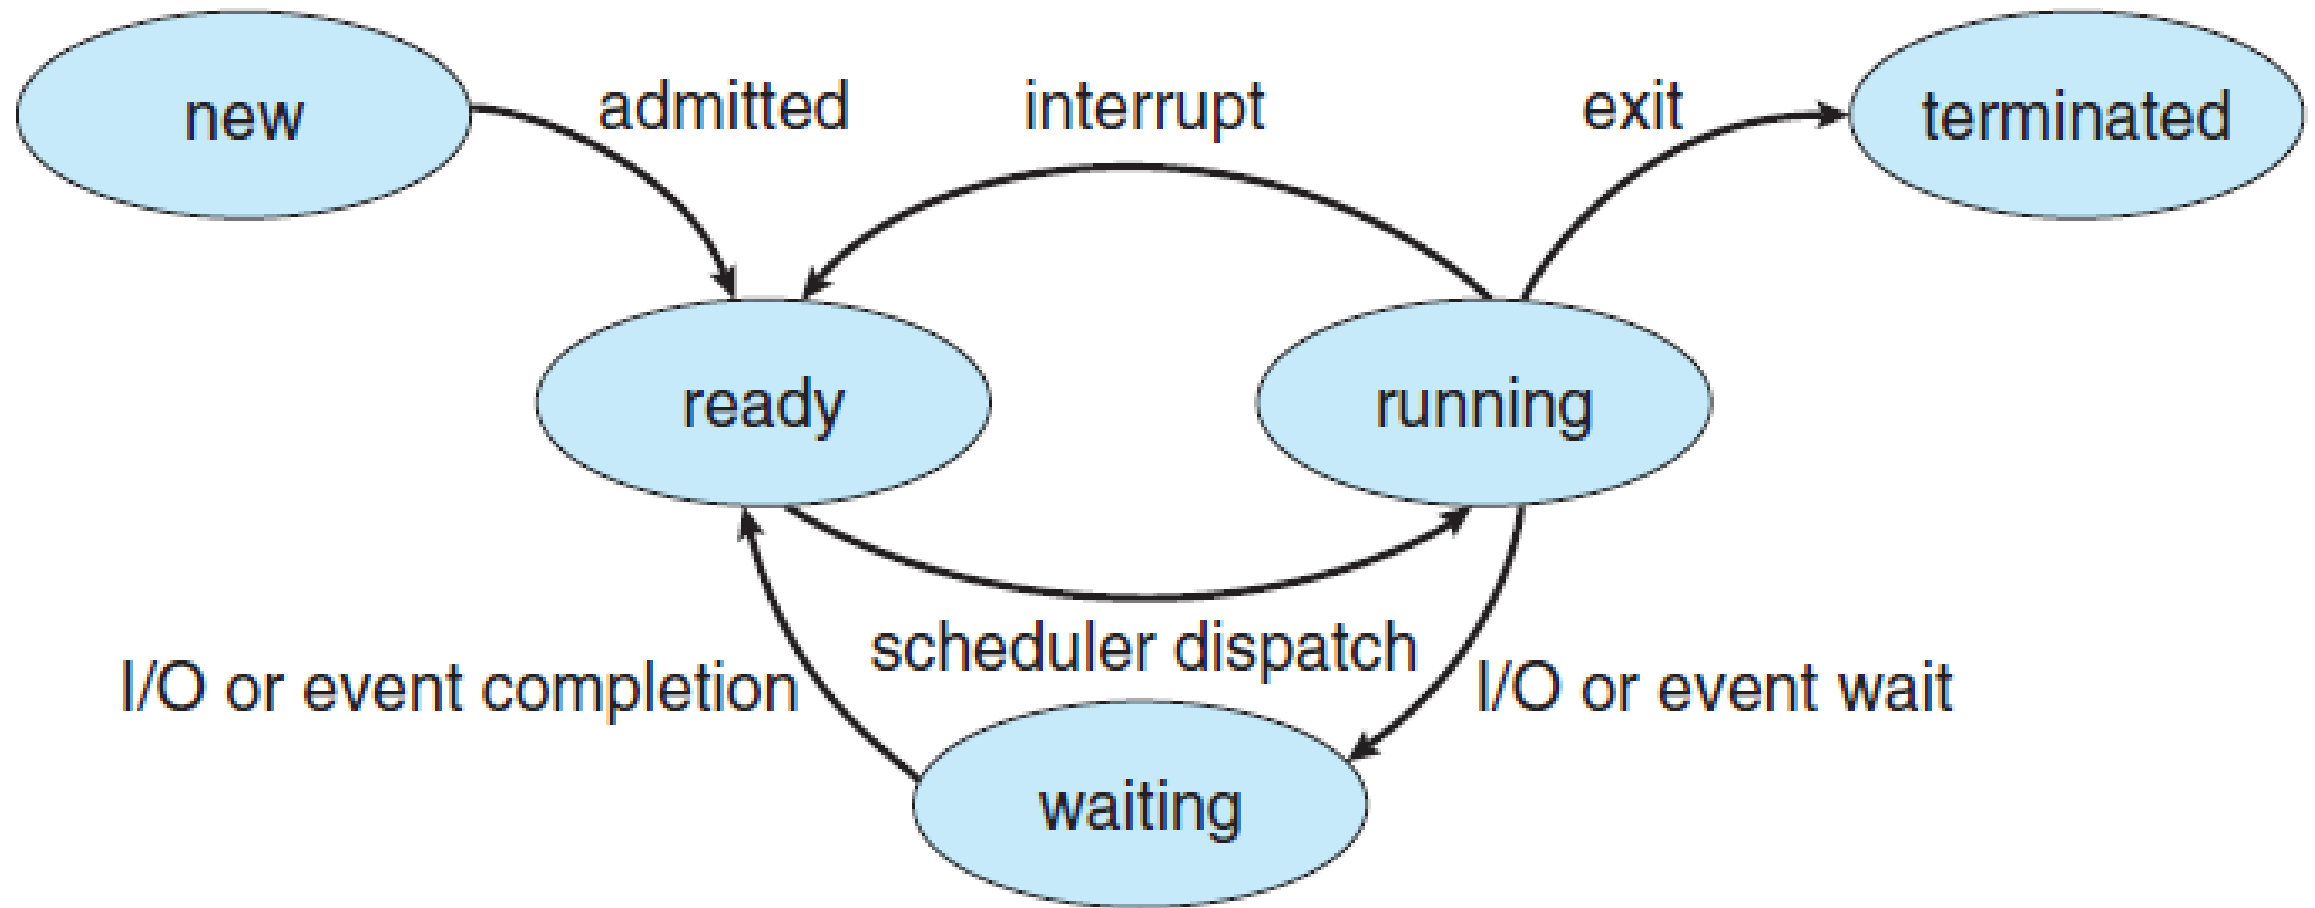 new
admitted
interrupt
exit
terminated
ready
running
scheduler dispatch
I/O or event completion
I/O or event wait
waiting